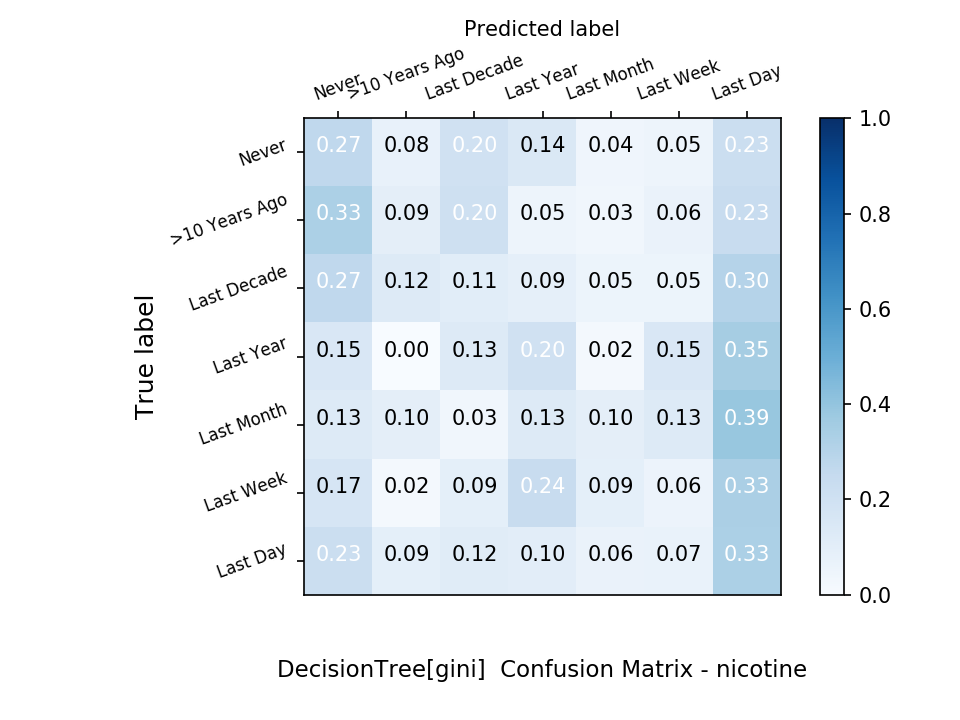 Predicted label
Never >10 Years Ago Last Decade Last Year Last Month Last Week Last Day
Never 0.27 0.08 0.20 0.14 0.04 0.05 0.23
>10 Years Ago 0.33 0.09 0.20 0.05 0.03 0.06 0.23
Last Decade 0.27 0.12 0.11 0.09 0.05 0.05 0.30
Last Year 0.15 0.00 0.13 0.20 0.02 0.15 0.35
Last Month 0.13 0.10 0.03 0.13 0.10 0.13 0.39
Last Week 0.17 0.02 0.09 0.24 0.09 0.06 0.33
Last Day 0.23 0.09 0.12 0.10 0.06 0.07 0.33
True label
1.0
0.8
0.6
0.4
0.2
0.0
DecisionTree[gini]  Confusion Matrix - nicotine